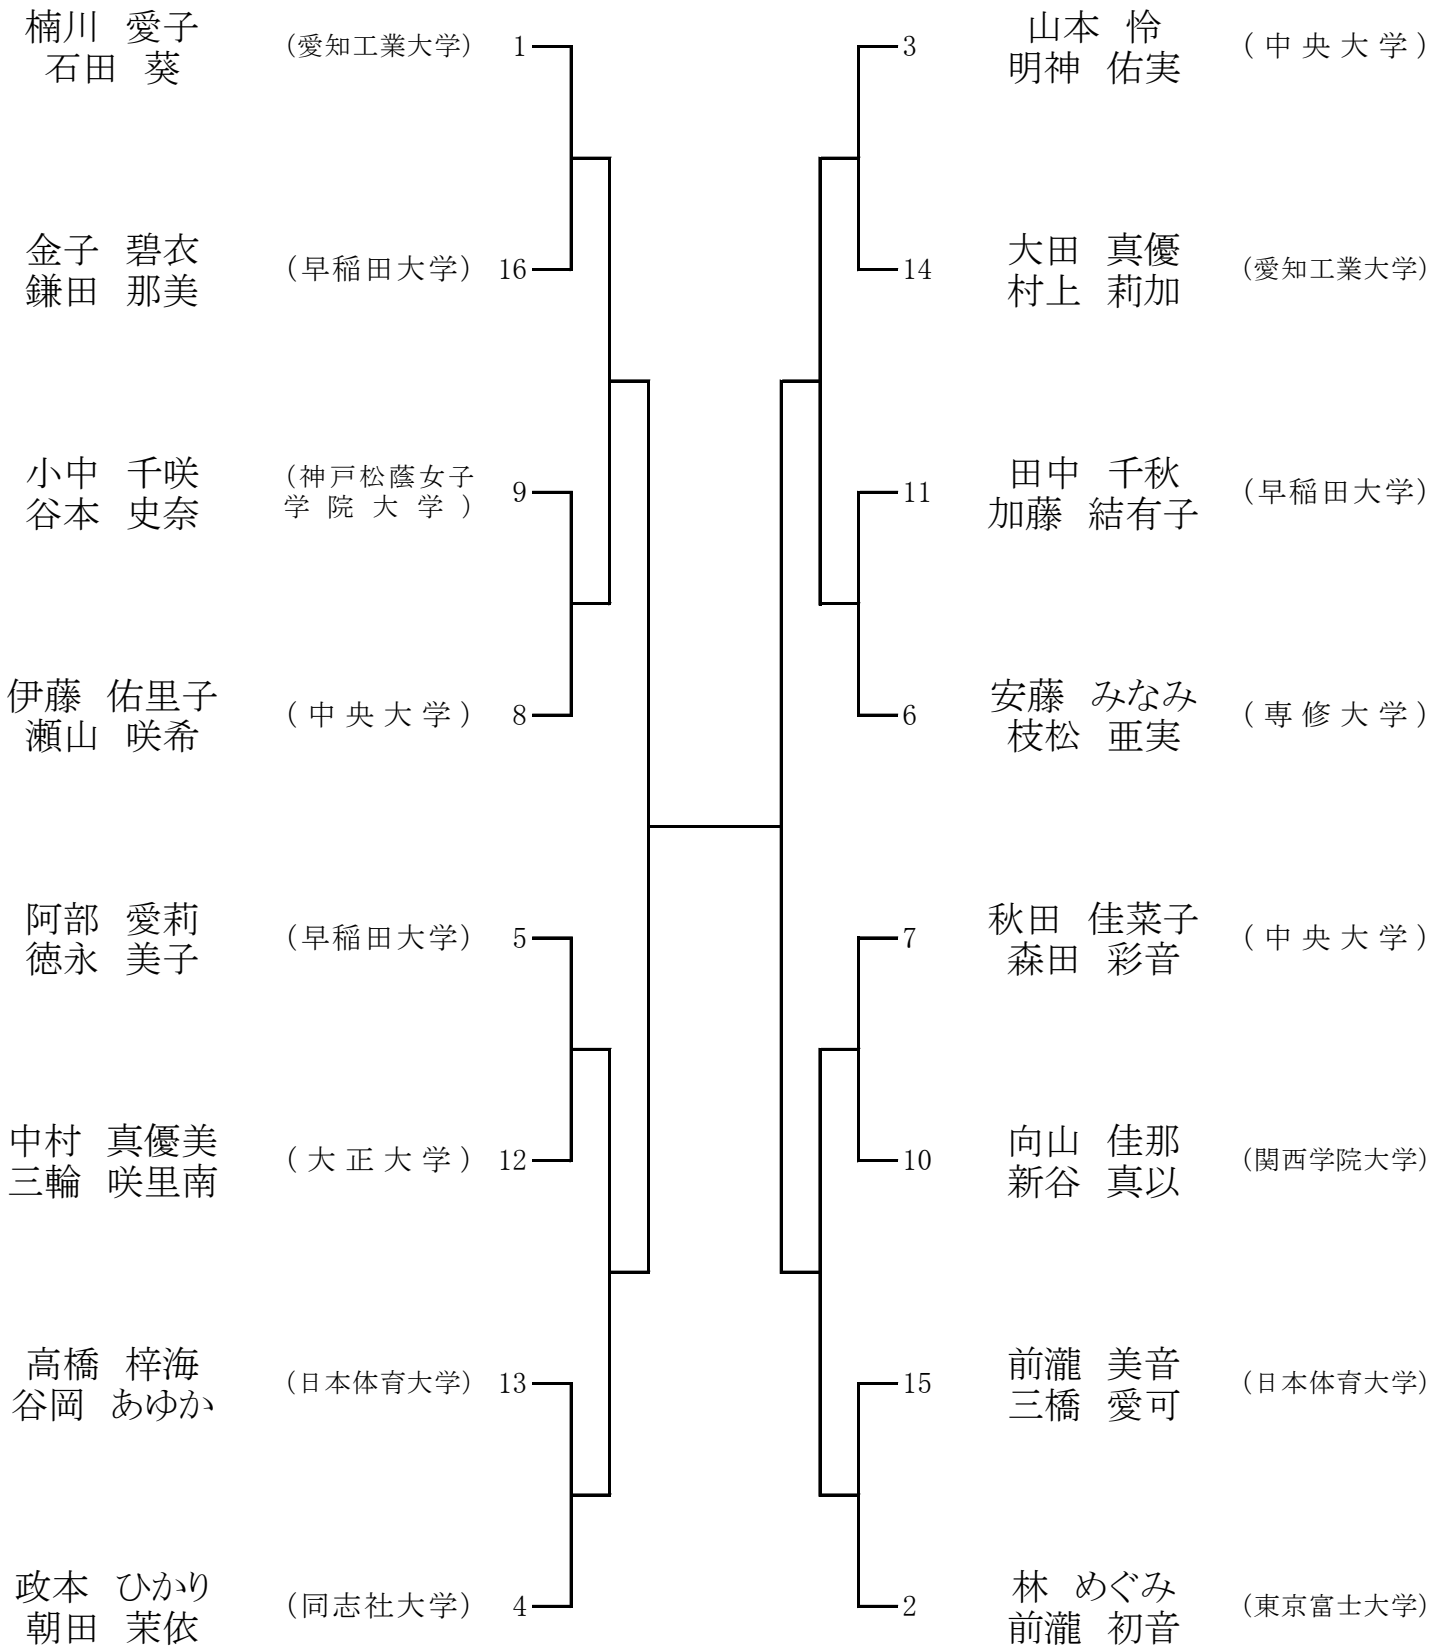 楠川 愛子
石田 葵
(愛知工業大学) 1
金子 碧衣
鎌田 那美
(早稲田大学) 16
小中 千咲
谷本 史奈
(神戸松蔭女子
学院大学) 9
伊藤 佑里子
瀬山 咲希
(中央大学) 8
阿部 愛莉
徳永 美子
(早稲田大学) 5
中村 真優美
三輪 咲里南
(大正大学) 12
高橋 梓海
谷岡 あゆか
(日本体育大学) 13
政本 ひかり
朝田 茉依
(同志社大学) 4
3 山本 怜
明神 佑実
(中央大学)
14 大田 真優
村上 莉加
(愛知工業大学)
11 田中 千秋
加藤 結有子
(早稲田大学)
6 安藤 みなみ
枝松 亜実
(専修大学)
7 秋田 佳菜子
森田 彩音
(中央大学)
10 向山 佳那
新谷 真以
(関西学院大学)
15 前瀧 美音
三橋 愛可
(日本体育大学)
2 林 めぐみ
前瀧 初音
(東京富士大学)